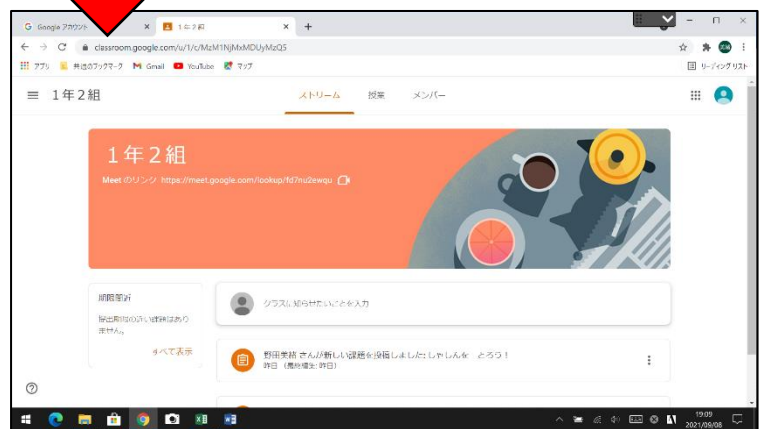 Google アカウント
1年2組
classroom.google.com/u/1/c/MzM1NjMxMDUyMzQ5
アプリ 共通のブックマーク Gmail YouTube マップ
リーディング リスト
1年2組
ストリーム 授業 メンバー
1年2組
Meet のリンク https://meet.google.com/lookup/fd7nu2ewqu
期限間近
提出期限の近い課題はありません。
すべて表示
クラスに知らせたいことを入力
野田美緒 さんが新しい課題を投稿しました: しゃしんを とろう!
昨日 (最終編集: 昨日)
19:09
2021/09/08